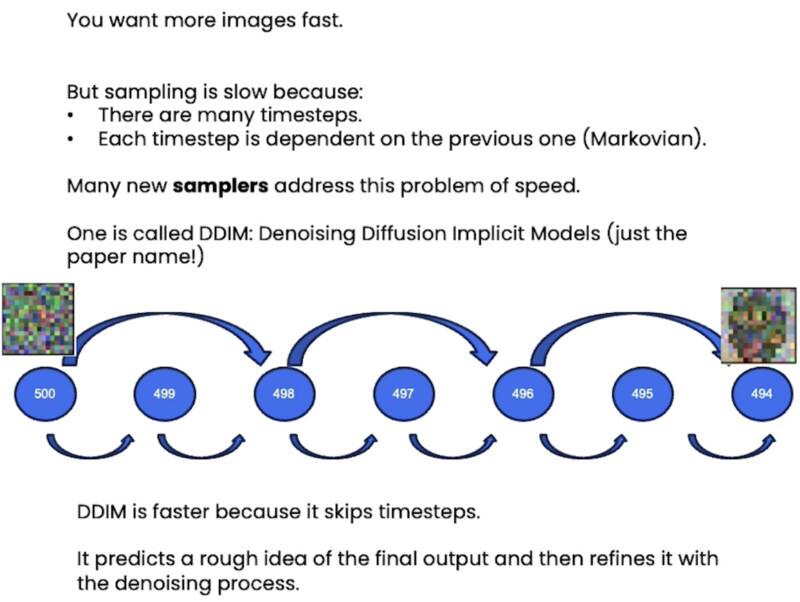 You want more images fast.
But sampling is slow because:
• There are many timesteps.
• Each timestep is dependent on the previous one (Markovian).
Many new samplers address this problem of speed.
One is called DDIM: Denoising Diffusion Implicit Models (just the
paper name!)
500 499 498 497 496 495 494
DDIM is faster because it skips timesteps.
It predicts a rough idea of the final output and then refines it with
the denoising process.